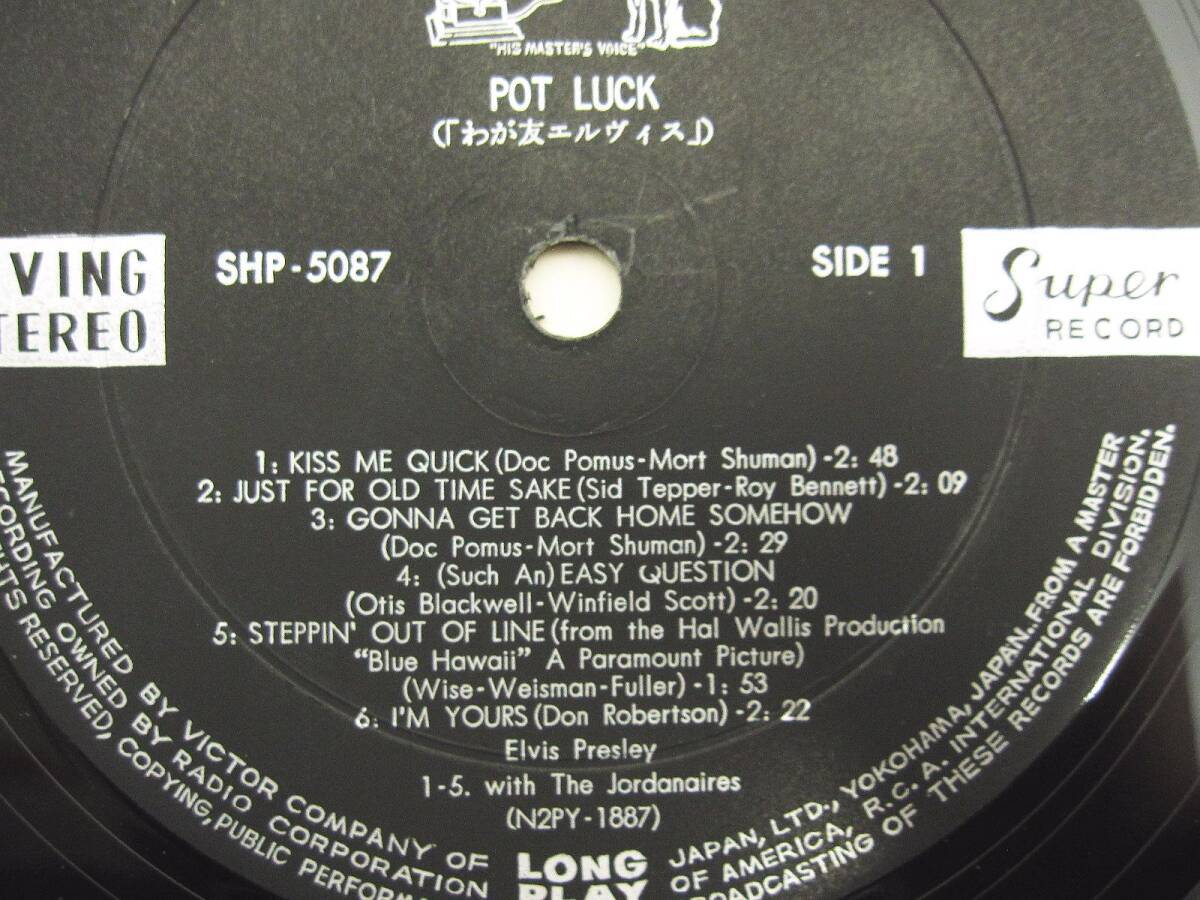 "HIS MASTER'S VOICE"
POT LUCK
(「わが友エルヴィス」)
VING
TEREO
SHP-5087
SIDE 1
Super
RECORD
1: KISS ME QUICK (Doc Pomus-Mort Shuman) -2: 48
2: JUST FOR OLD TIME SAKE (Sid Tepper-Roy Bennett) -2: 09
3: GONNA GET BACK HOME SOMEHOW
(Doc Pomus-Mort Shuman) -2: 29
4: (Such An) EASY QUESTION
(Otis Blackwell-Winfield Scott) -2: 20
5: STEPPIN' OUT OF LINE (from the Hal Wallis Production
"Blue Hawaii" A Paramount Picture)
(Wise-Weisman-Fuller) -1: 53
6: I'M YOURS (Don Robertson) -2: 22
Elvis Presley
1-5. with The Jordanaires
(N2PY-1887)
LONG
PLAY
MANUFACTURED BY VICTOR COMPANY OF JAPAN, LTD., YOKOHAMA, JAPAN. FROM A MASTER
RECORDING OWNED BY RADIO CORPORATION OF AMERICA, R.C.A. INTERNATIONAL DIVISION.
RESERVED, COPYING, PUBLIC BROADCASTING OF THESE RECORDS ARE FORBIDDEN.